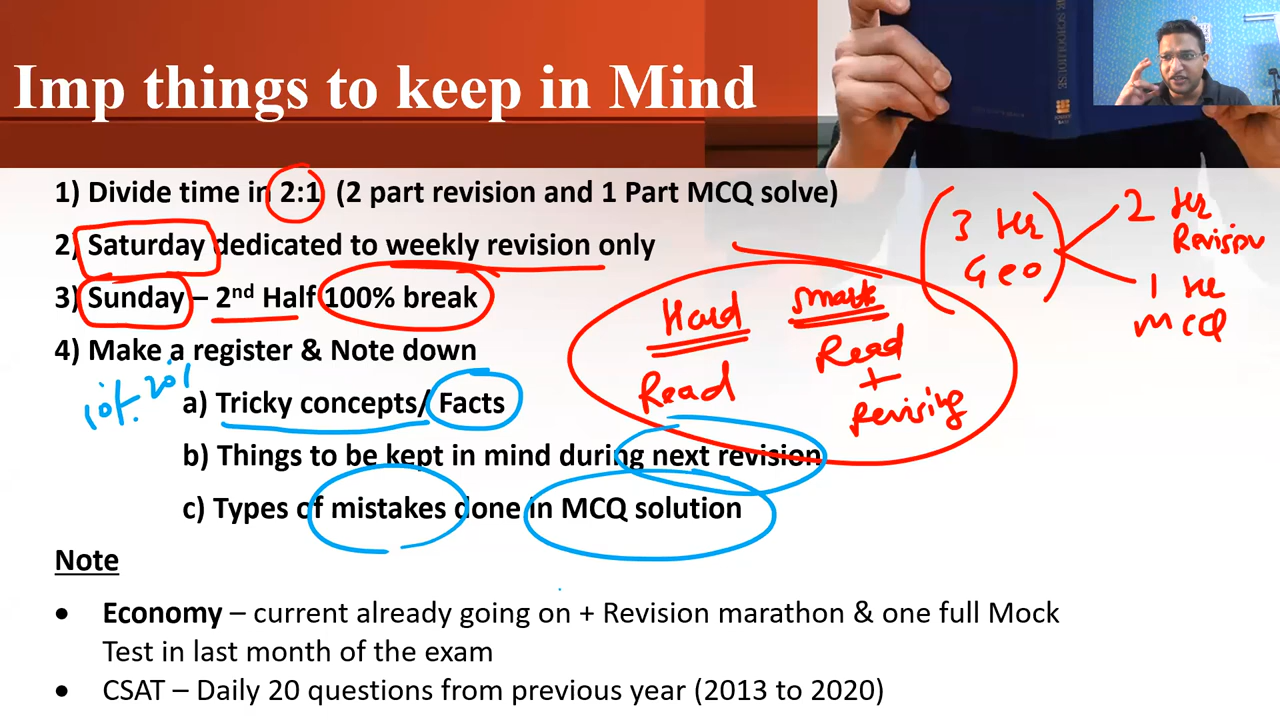 Imp things to keep in Mind
1) Divide time in 2:1 (2 part revision and 1 Part MCQ solve)
2) Saturday dedicated to weekly revision only
3) Sunday – 2nd Half 100% break
4) Make a register & Note down
a) Tricky concepts/ Facts
b) Things to be kept in mind during next revision
c) Types of mistakes done in MCQ solution
Hard
Read
Smart
Read
+
Revising
3 Hr
Geo
2 Hr
Revision
1 Hr
MCQ
Note
• Economy – current already going on + Revision marathon & one full Mock
Test in last month of the exam
• CSAT – Daily 20 questions from previous year (2013 to 2020)